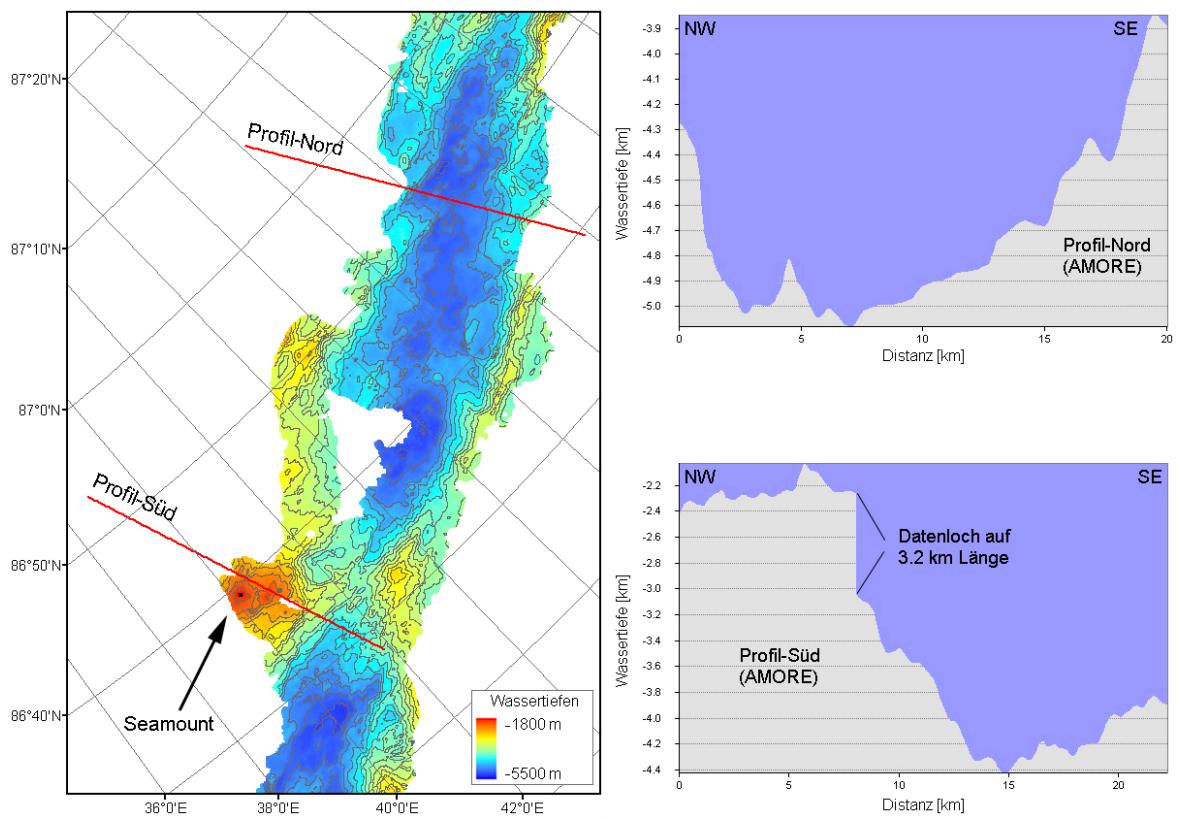 87°20'N
87°10'N
87°0'N
86°50'N
86°40'N
36°0'E
38°0'E
40°0'E
42°0'E
Profil-Nord
Profil-Süd
Seamount
Wassertiefen
-1800 m
-5500 m
NW
SE
Wassertiefe [km]
-3.9
-4.0
-4.1
-4.3
-4.4
-4.5
-4.6
-4.7
-4.9
-5.0
Profil-Nord
(AMORE)
0
5
10
15
20
Distanz [km]
NW
SE
Wassertiefe [km]
-2.2
-2.4
-2.6
-2.8
-3.0
-3.2
-3.4
-3.6
-3.8
-4.0
-4.2
-4.4
Datenloch auf
3.2 km Länge
Profil-Süd
(AMORE)
0
5
10
15
20
Distanz [km]